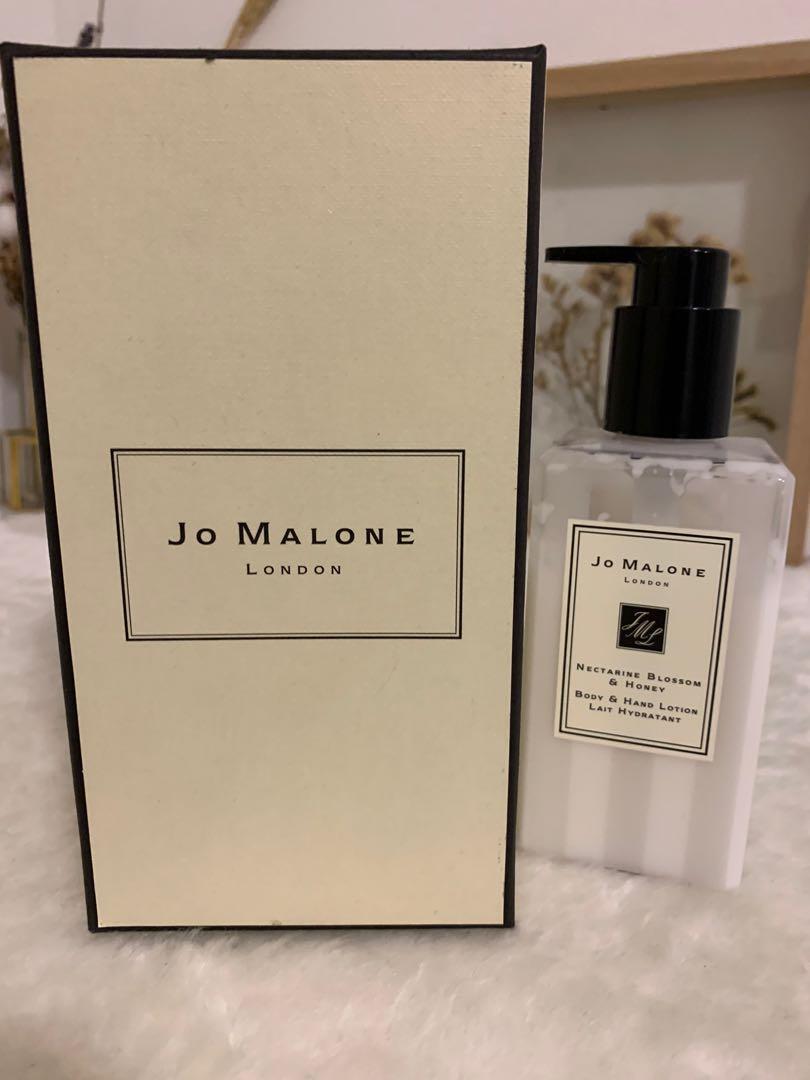 JO MALONE
LONDON
JO MALONE
LONDON
JML
NECTARINE BLOSSOM
& HONEY
BODY & HAND LOTION
LAIT HYDRATANT